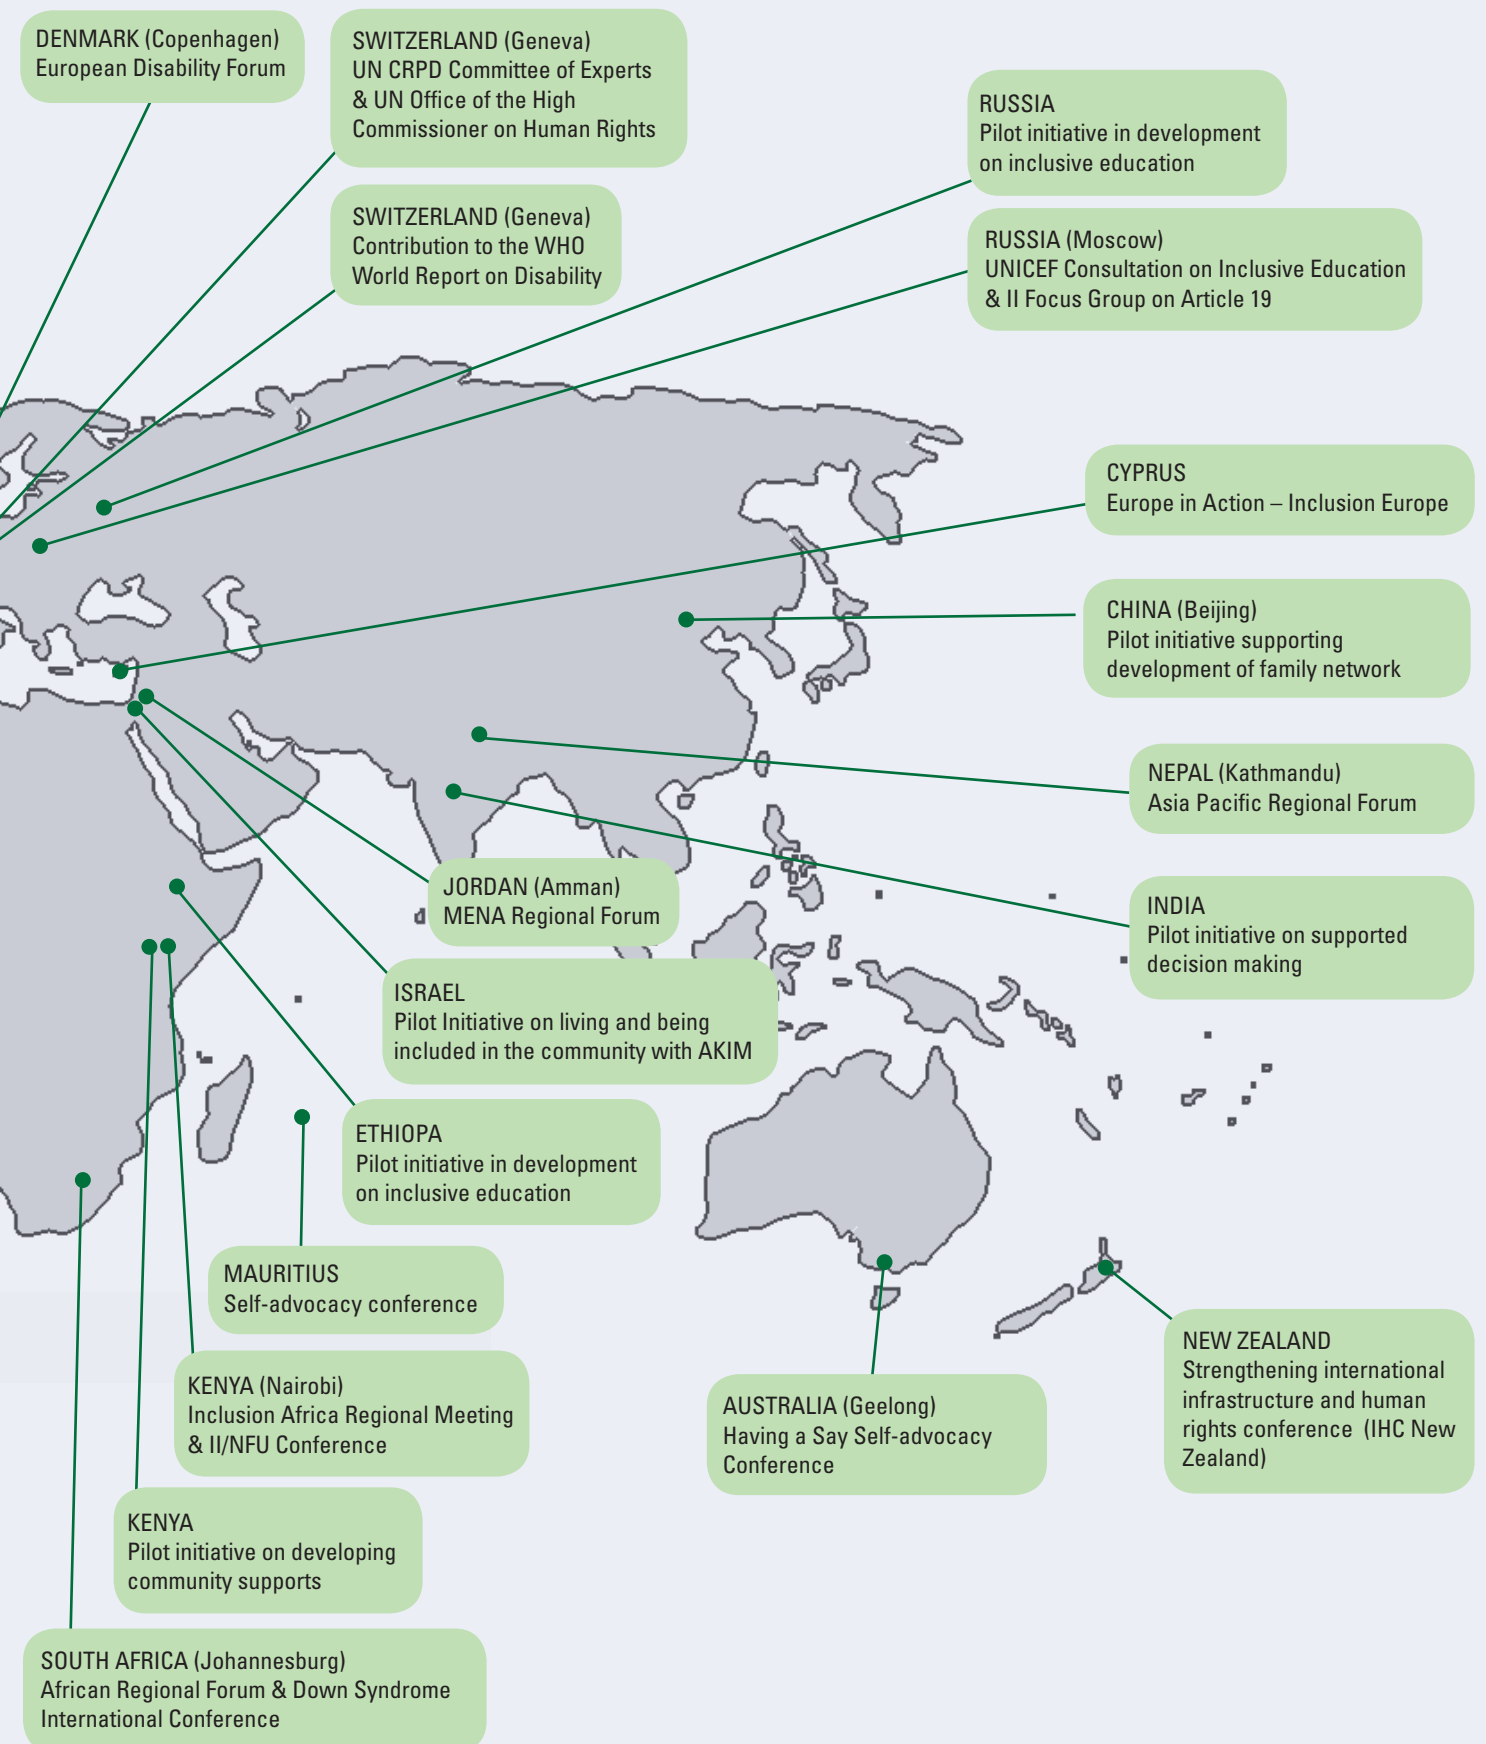 DENMARK (Copenhagen)
European Disability Forum
SWITZERLAND (Geneva)
UN CRPD Committee of Experts
& UN Office of the High
Commissioner on Human Rights
RUSSIA
Pilot initiative in development
on inclusive education
SWITZERLAND (Geneva)
Contribution to the WHO
World Report on Disability
RUSSIA (Moscow)
UNICEF Consultation on Inclusive Education
& II Focus Group on Article 19
CYPRUS
Europe in Action – Inclusion Europe
CHINA (Beijing)
Pilot initiative supporting
development of family network
NEPAL (Kathmandu)
Asia Pacific Regional Forum
JORDAN (Amman)
MENA Regional Forum
INDIA
Pilot initiative on supported
decision making
ISRAEL
Pilot Initiative on living and being
included in the community with AKIM
ETHIOPA
Pilot initiative in development
on inclusive education
MAURITIUS
Self-advocacy conference
NEW ZEALAND
Strengthening international
infrastructure and human
rights conference (IHC New
Zealand)
KENYA (Nairobi)
Inclusion Africa Regional Meeting
& II/NFU Conference
AUSTRALIA (Geelong)
Having a Say Self-advocacy
Conference
KENYA
Pilot initiative on developing
community supports
SOUTH AFRICA (Johannesburg)
African Regional Forum & Down Syndrome
International Conference